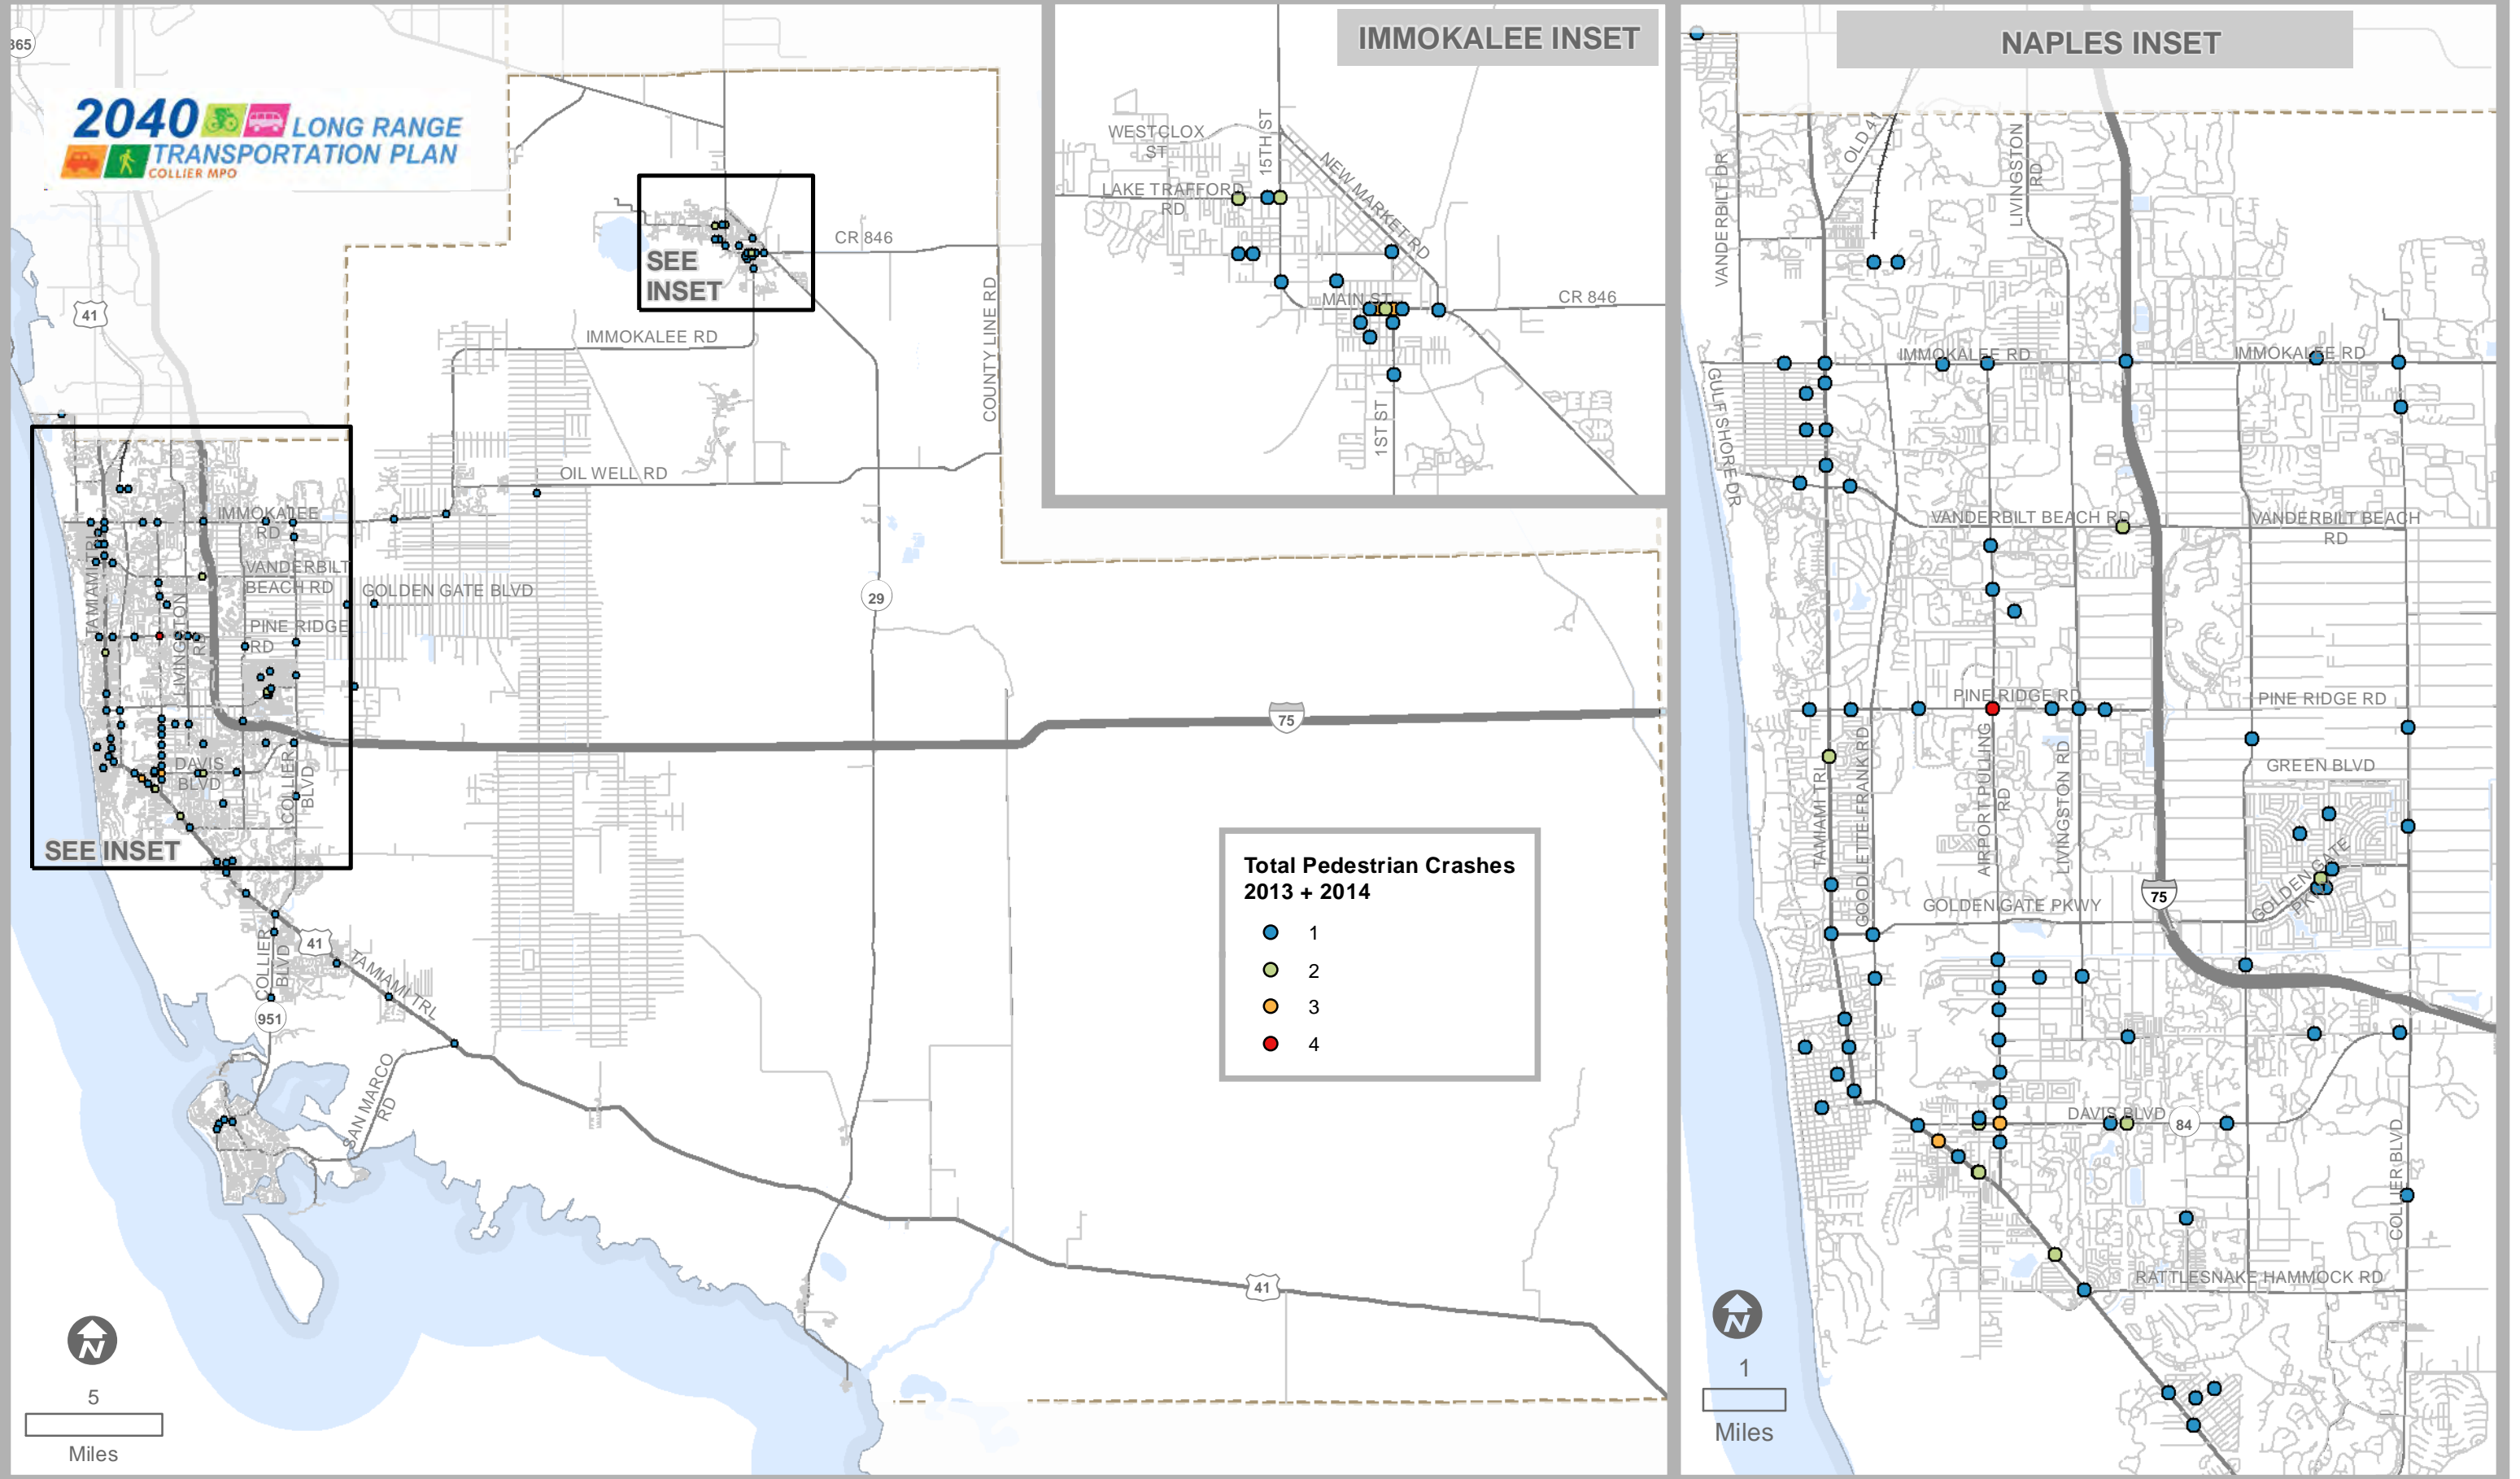 865
2040 LONG RANGE
TRANSPORTATION PLAN
COLLIER MPO
41
SEE
INSET
CR 846
COUNTY LINE RD
IMMOKALEE RD
OIL WELL RD
IMMOKALEE
RD
TAMIAMI TRL
VANDERBILT
BEACH RD
GOLDEN GATE BLVD
29
LIVINGSTON
RD
PINE RIDGE
RD
75
DAVIS
BLVD
COLLIER
BLVD
SEE INSET
COLLIER
BLVD
41
TAMIAMI TRL
951
SAN MARCO
RD
41
N
5
Miles
Total Pedestrian Crashes
2013 + 2014
1
2
3
4
IMMOKALEE INSET
WESTCLOX
ST
15TH ST
NEW MARKET RD
LAKE TRAFFORD
RD
MAIN ST
CR 846
1ST ST
NAPLES INSET
VANDERBILT DR
OLD 41
LIVINGSTON
RD
IMMOKALEE RD
IMMOKALEE RD
GULFSHORE DR
VANDERBILT BEACH RD
VANDERBILT BEACH
RD
PINE RIDGE RD
PINE RIDGE RD
TAMIAMI TRL
GOODLETTE-FRANK RD
AIRPORT PULLING
RD
LIVINGSTON RD
GREEN BLVD
GOLDEN GATE
PKWY
75
GOLDEN GATE PKWY
DAVIS BLVD
84
COLLIER BLVD
RATTLESNAKE HAMMOCK RD
N
1
Miles